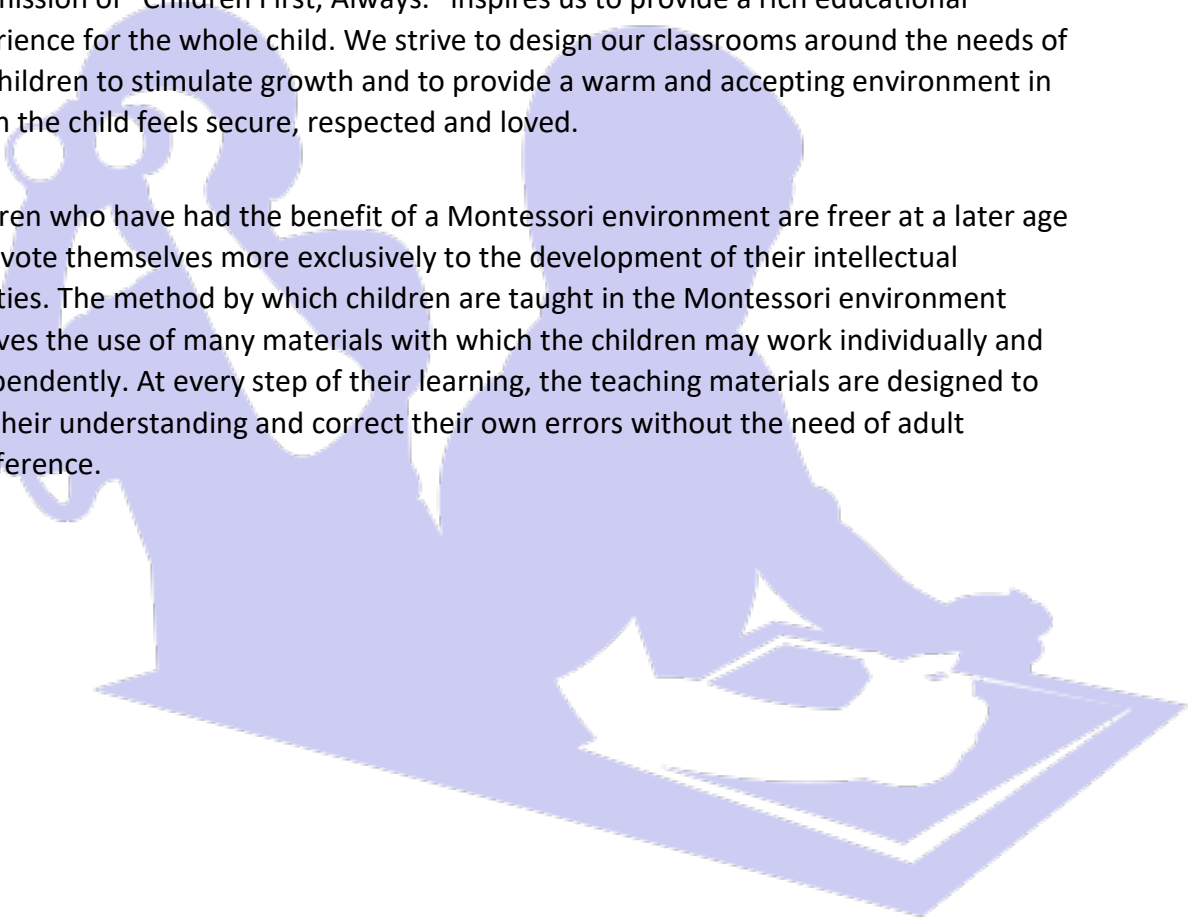 mission of "Children First, Always." inspires us to provide a rich educational
rience for the whole child. We strive to design our classrooms around the needs of
hildren to stimulate growth and to provide a warm and accepting environment in
the child feels secure, respected and loved.
ren who have had the benefit of a Montessori environment are freer at a later age
vote themselves more exclusively to the development of their intellectual
ties. The method by which children are taught in the Montessori environment
ves the use of many materials with which the children may work individually and
pendently. At every step of their learning, the teaching materials are designed to
heir understanding and correct their own errors without the need of adult
ference.